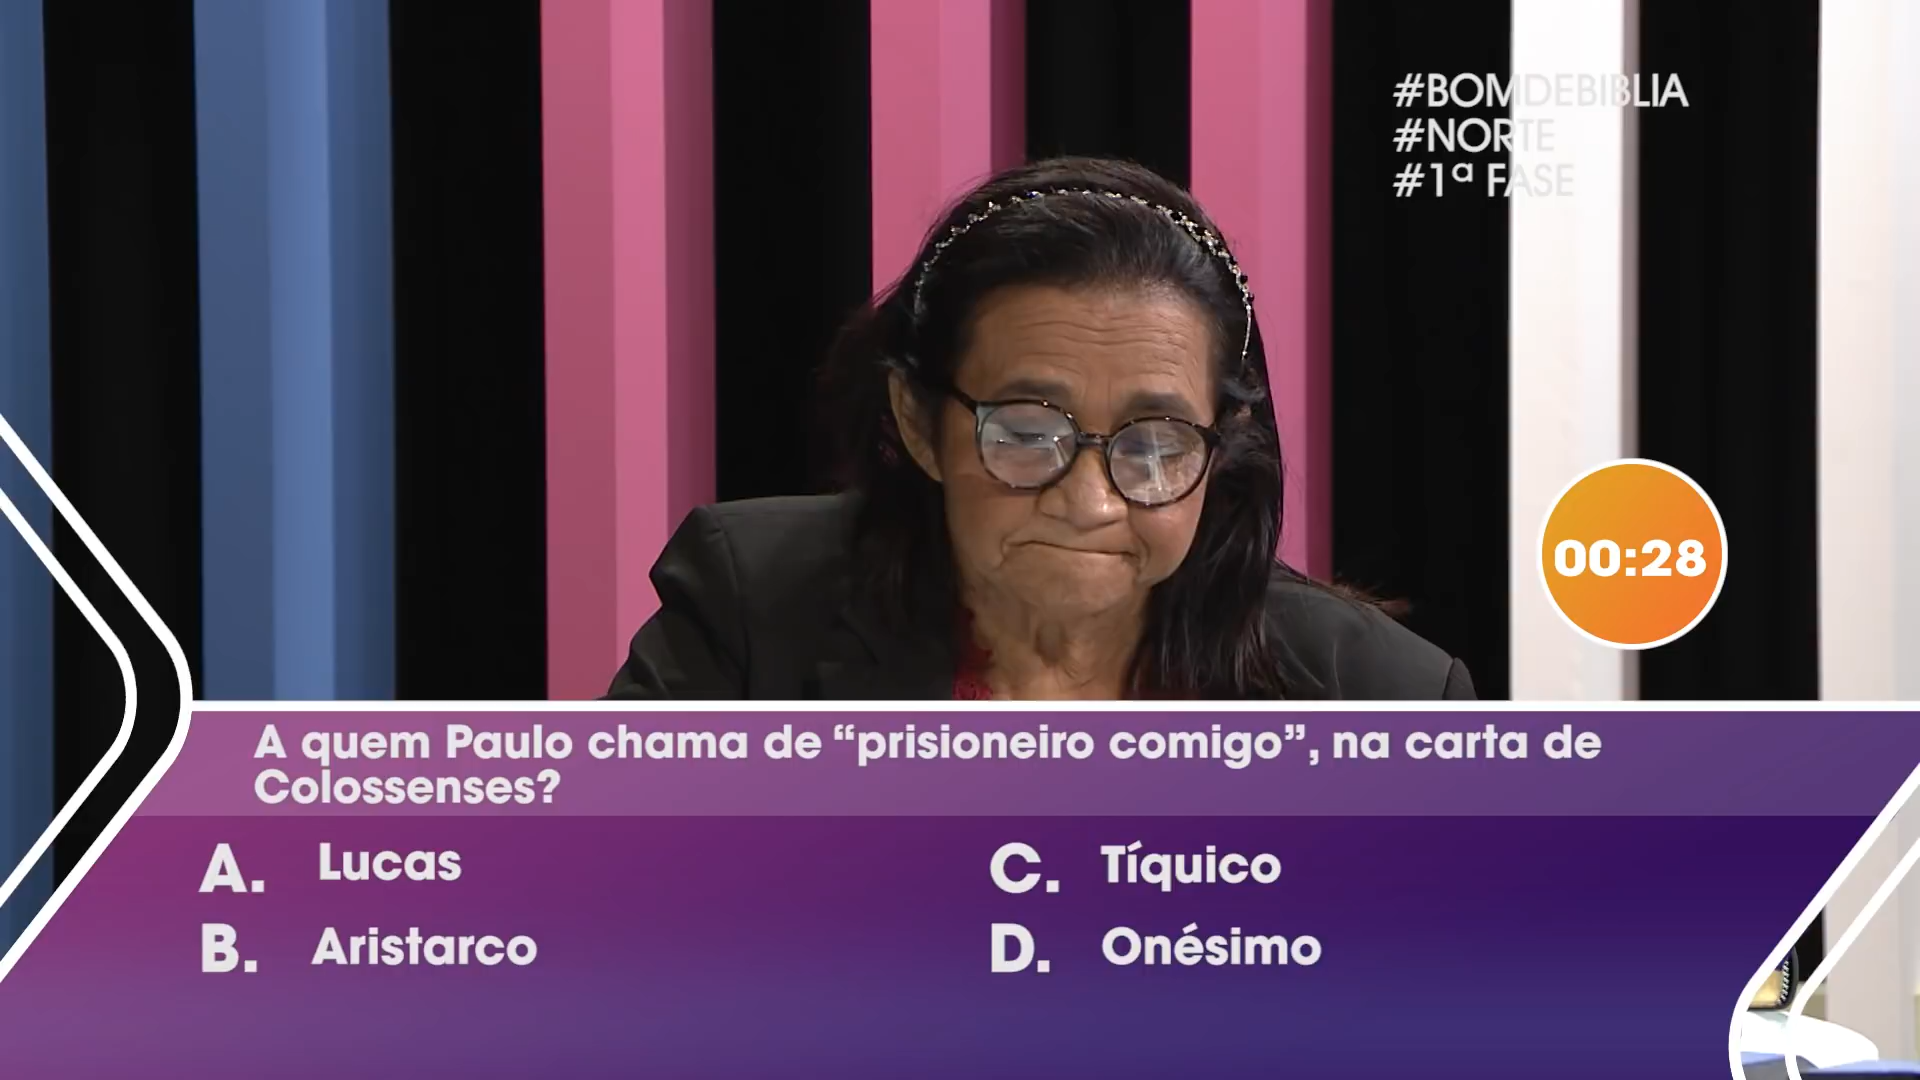 #BOMDEBIBLIA
#NORTE
#1ª FASE
00:28
A quem Paulo chama de “prisioneiro comigo”, na carta de
Colossenses?
A. Lucas
B. Aristarco
C. Tíquico
D. Onésimo